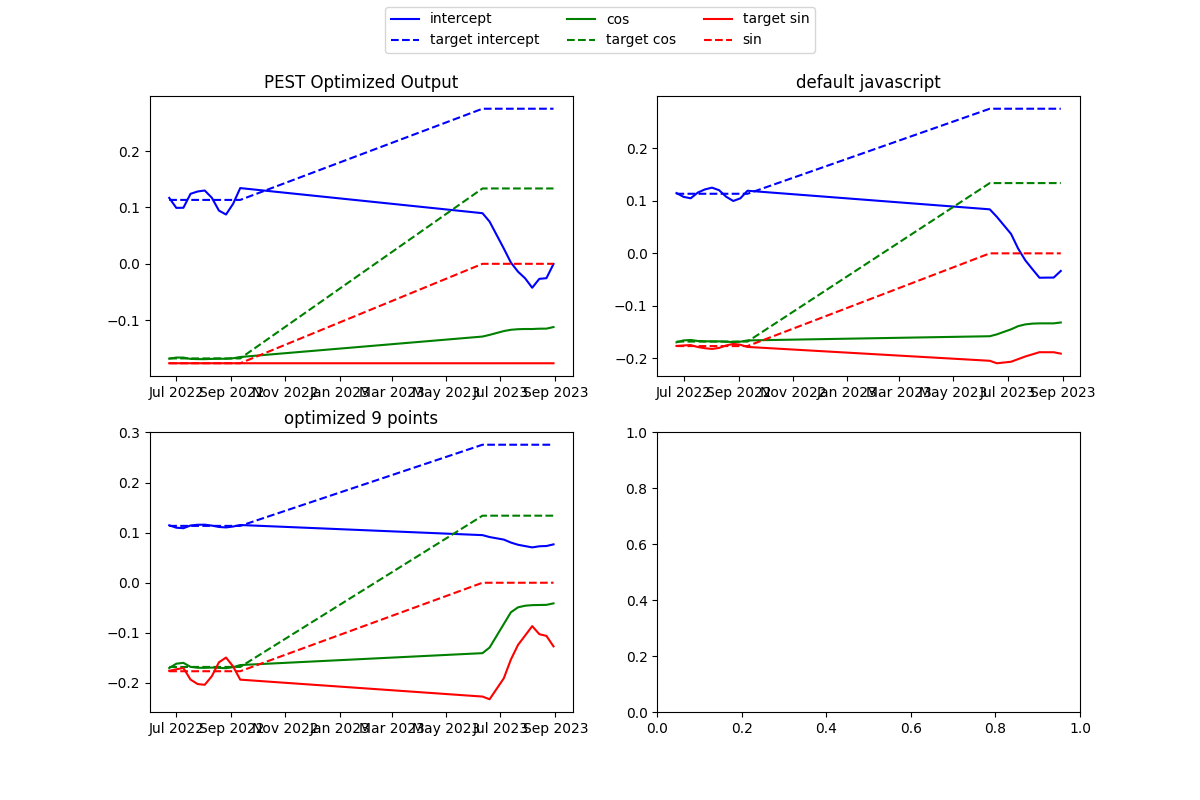 intercept cos target sin
target intercept target cos sin
PEST Optimized Output
0.2
0.1
0.0
−0.1
Jul 2022 Sep 2022 Nov 2022 Jan 2023 Mar 2023 May 2023 Jul 2023 Sep 2023
default javascript
0.2
0.1
0.0
−0.1
−0.2
Jul 2022 Sep 2022 Nov 2022 Jan 2023 Mar 2023 May 2023 Jul 2023 Sep 2023
optimized 9 points
0.3
0.2
0.1
0.0
−0.1
−0.2
Jul 2022 Sep 2022 Nov 2022 Jan 2023 Mar 2023 May 2023 Jul 2023 Sep 2023
1.0
0.8
0.6
0.4
0.2
0.0
0.0 0.2 0.4 0.6 0.8 1.0